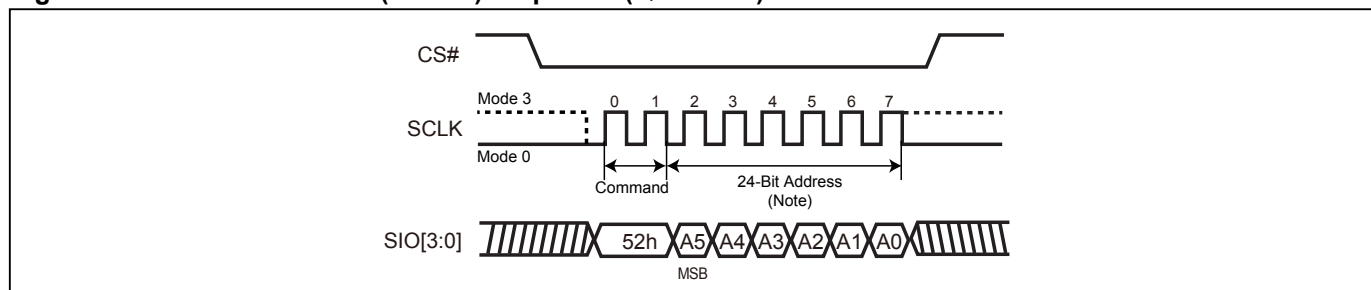 CS#
Mode 3
0 1 2 3 4 5 6 7
SCLK
Mode 0
Command
24-Bit Address
(Note)
SIO[3:0]
52h A5 A4 A3 A2 A1 A0
MSB